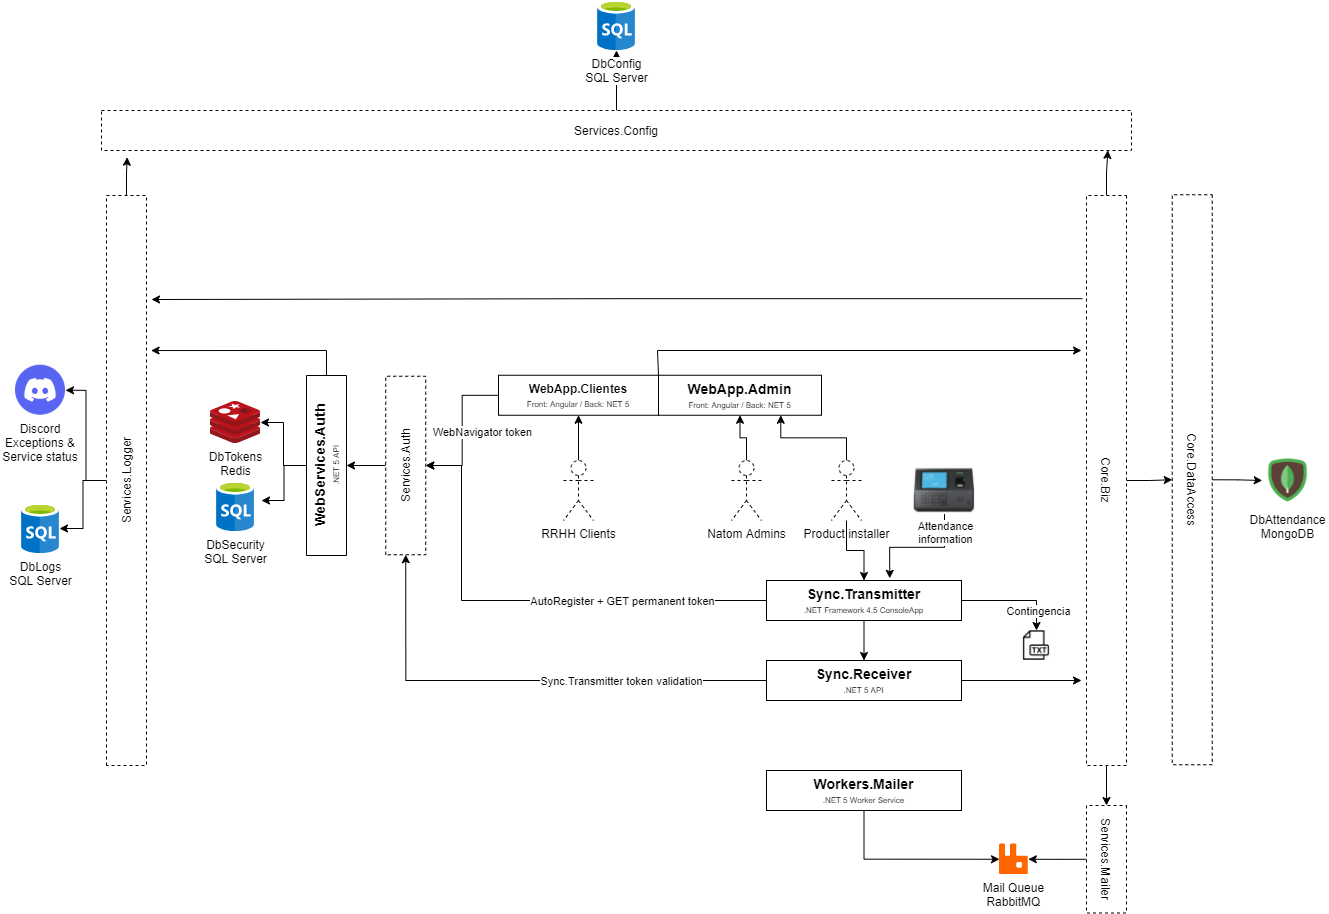 SQL
DbConfig
SQL Server
Services.Config
Services.Logger
Discord
Exceptions &
Service status
SQL
DbLogs
SQL Server
DbTokens
Redis
SQL
DbSecurity
SQL Server
WebServices.Auth
.NET 5 API
Services.Auth
WebNavigator token
WebApp.Clientes
Front: Angular / Back: NET 5
WebApp.Admin
Front: Angular / Back: NET 5
RRHH Clients
Natom Admins
Product installer
Attendance
information
AutoRegister + GET permanent token
Sync.Transmitter
.NET Framework 4.5 ConsoleApp
Contingencia
TXT
Sync.Transmitter token validation
Sync.Receiver
.NET 5 API
Workers.Mailer
.NET 5 Worker Service
Mail Queue
RabbitMQ
Core.Biz
Services.Mailer
Core.DataAccess
DbAttendance
MongoDB